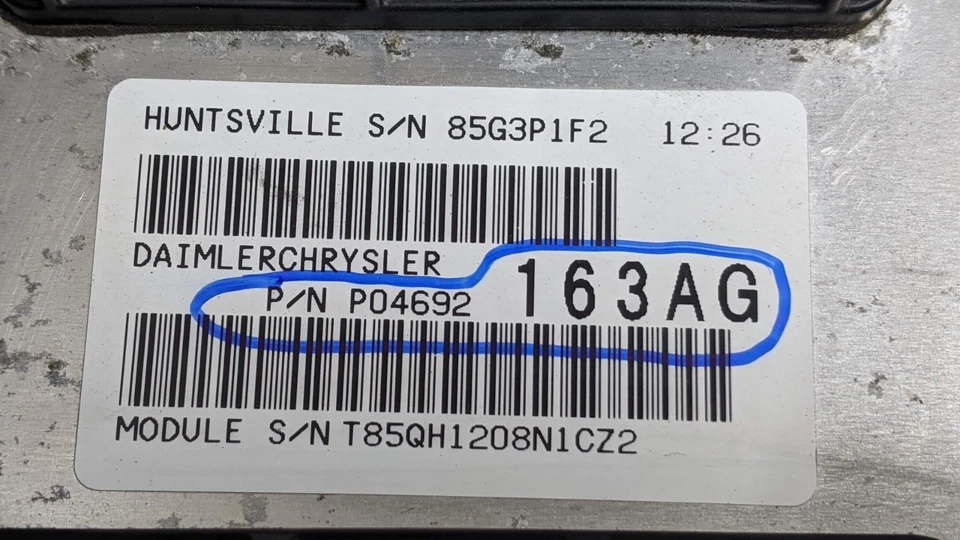 HUNTSVILLE S/N 85G3P1F2 12:26
DAIMLERCHRYSLER
P/N P04692 163AG
MODULE S/N T85QH1208N1CZ2